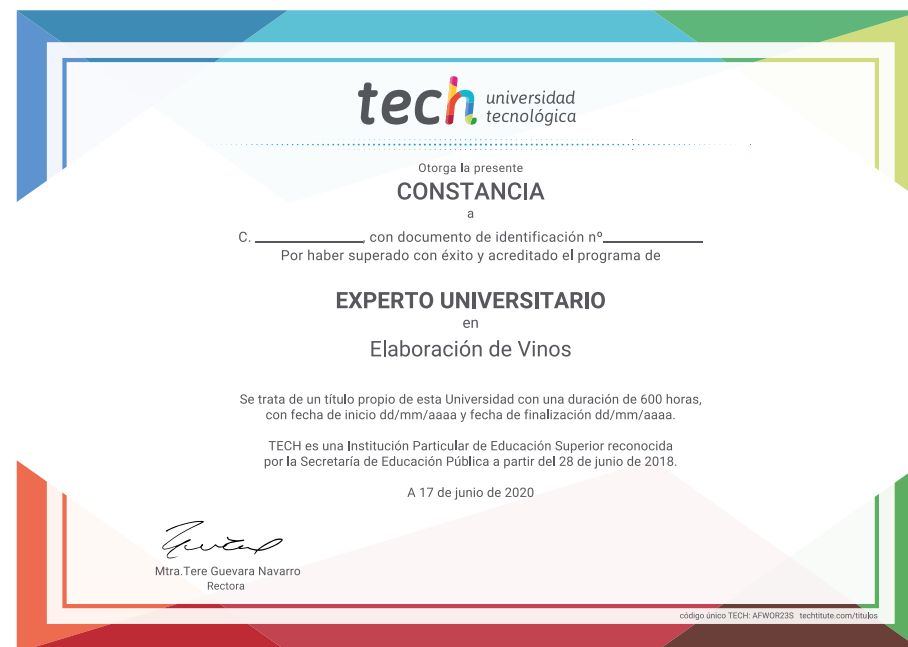 tech universidad
tecnológica
Otorga la presente
CONSTANCIA
a
C. ____________, con documento de identificación nº____________
Por haber superado con éxito y acreditado el programa de
EXPERTO UNIVERSITARIO
en
Elaboración de Vinos
Se trata de un título propio de esta Universidad con una duración de 600 horas,
con fecha de inicio dd/mm/aaaa y fecha de finalización dd/mm/aaaa.
TECH es una Institución Particular de Educación Superior reconocida
por la Secretaría de Educación Pública a partir del 28 de junio de 2018.
A 17 de junio de 2020
Mtra.Tere Guevara Navarro
Rectora
código único TECH: AFWOR23S techtitute.com/titulos